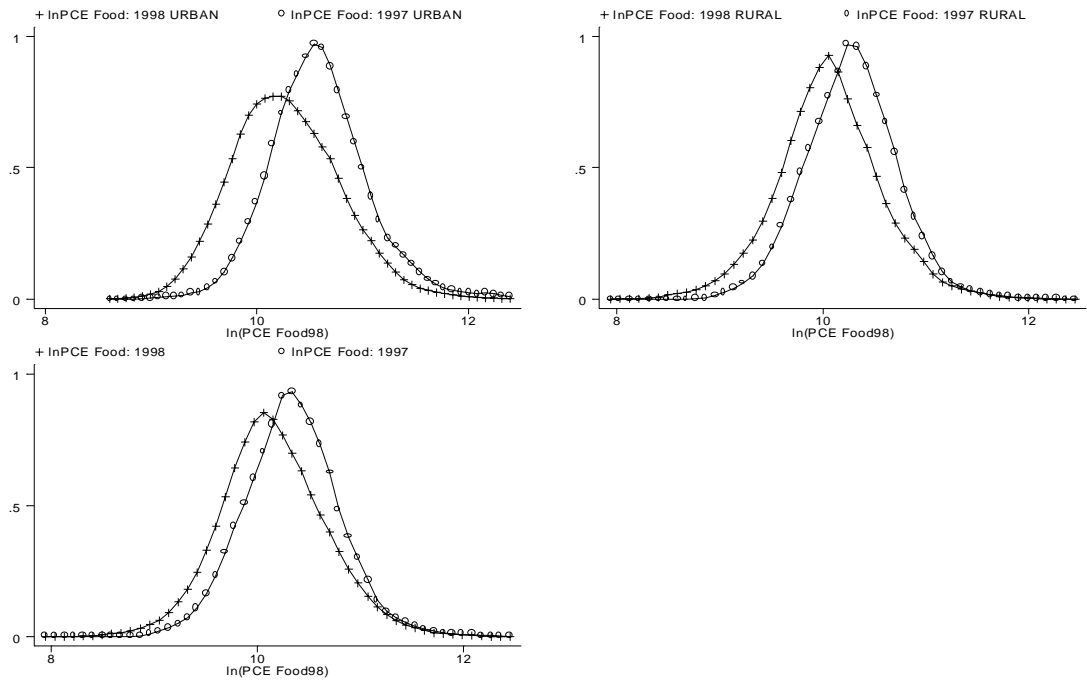 + lnPCE Food: 1998 URBAN
o lnPCE Food: 1997 URBAN
1
.5
0
8
10
12
ln(PCE Food98)
+ lnPCE Food: 1998 RURAL
o lnPCE Food: 1997 RURAL
1
.5
0
8
10
12
ln(PCE Food98)
+ lnPCE Food: 1998
o lnPCE Food: 1997
1
.5
0
8
10
12
ln(PCE Food98)